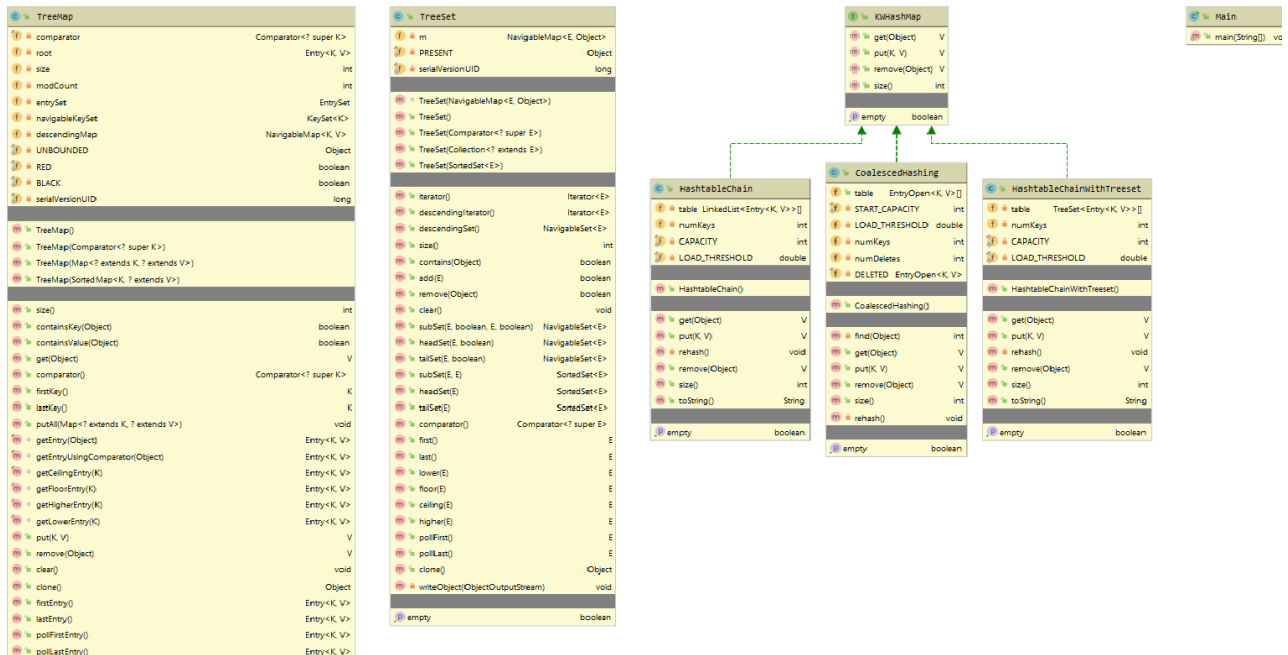 TreeMap
comparator Comparator<? super K>
root Entry<K, V>
size int
modCount int
entrySet EntrySet
navigableKeySet KeySet<K>
descendingMap NavigableMap<K, V>
UNBOUNDED Object
RED boolean
BLACK boolean
serialVersionUID long
TreeMap()
TreeMap(Comparator<? super K>)
TreeMap(Map<? extends K, ? extends V>)
TreeMap(SortedMap<K, ? extends V>)
size() int
containsKey(Object) boolean
containsValue(Object) boolean
get(Object) V
comparator() Comparator<? super K>
firstKey() K
lastKey() K
putAll(Map<? extends K, ? extends V>) void
getEntry(Object) Entry<K, V>
getEntryUsingComparator(Object) Entry<K, V>
getCeilingEntry(K) Entry<K, V>
getFloorEntry(K) Entry<K, V>
getHigherEntry(K) Entry<K, V>
getLowerEntry(K) Entry<K, V>
put(K, V) V
remove(Object) V
clear() void
clone() Object
firstEntry() Entry<K, V>
lastEntry() Entry<K, V>
pollFirstEntry() Entry<K, V>
pollLastEntry() Entry<K, V>
TreeSet
m NavigableMap<E, Object>
PRESENT Object
serialVersionUID long
TreeSet(NavigableMap<E, Object>)
TreeSet()
TreeSet(Comparator<? super E>)
TreeSet(Collection<? extends E>)
TreeSet(SortedSet<E>)
iterator() Iterator<E>
descendingIterator() Iterator<E>
descendingSet() NavigableSet<E>
size() int
contains(Object) boolean
add(E) boolean
remove(Object) boolean
clear() void
subSet(E, boolean, E, boolean) NavigableSet<E>
headSet(E, boolean) NavigableSet<E>
tailSet(E, boolean) NavigableSet<E>
subSet(E, E) SortedSet<E>
headSet(E) SortedSet<E>
tailSet(E) SortedSet<E>
comparator() Comparator<? super E>
first() E
last() E
lower(E) E
floor(E) E
ceiling(E) E
higher(E) E
pollFirst() E
pollLast() E
clone() Object
writeObject(ObjectOutputStream) void
empty boolean
KWHashMap
get(Object) V
put(K, V) V
remove(Object) V
size() int
empty boolean
HashtableChain
table LinkedList<Entry<K, V>>[]
numKeys int
CAPACITY int
LOAD_THRESHOLD double
HashtableChain()
get(Object) V
put(K, V) V
rehash() void
remove(Object) V
size() int
toString() String
empty boolean
CoalescedHashing
table EntryOpen<K, V>[]
START_CAPACITY int
LOAD_THRESHOLD double
numKeys int
numDeletes int
DELETED EntryOpen<K, V>
CoalescedHashing()
find(Object) int
get(Object) V
put(K, V) V
remove(Object) V
size() int
rehash() void
empty boolean
HashtableChainWithTreeset
table TreeSet<Entry<K, V>>[]
numKeys int
CAPACITY int
LOAD_THRESHOLD double
HashtableChainWithTreeset()
get(Object) V
put(K, V) V
rehash() void
remove(Object) V
size() int
toString() String
empty boolean
Main
main(String[]) vo